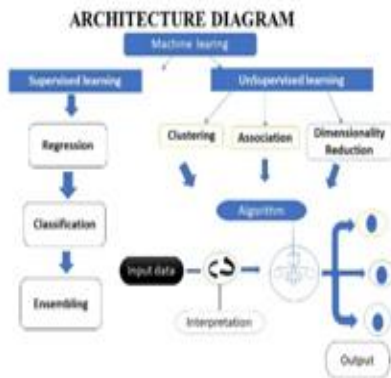 ARCHITECTURE DIAGRAM
Machine learing
Supervised learning
UnSupervised learning
Regression
Clustering
Association
Dimensionality
Reduction
Classification
Algorithm
Input data
Ensembling
Interpretation
Output